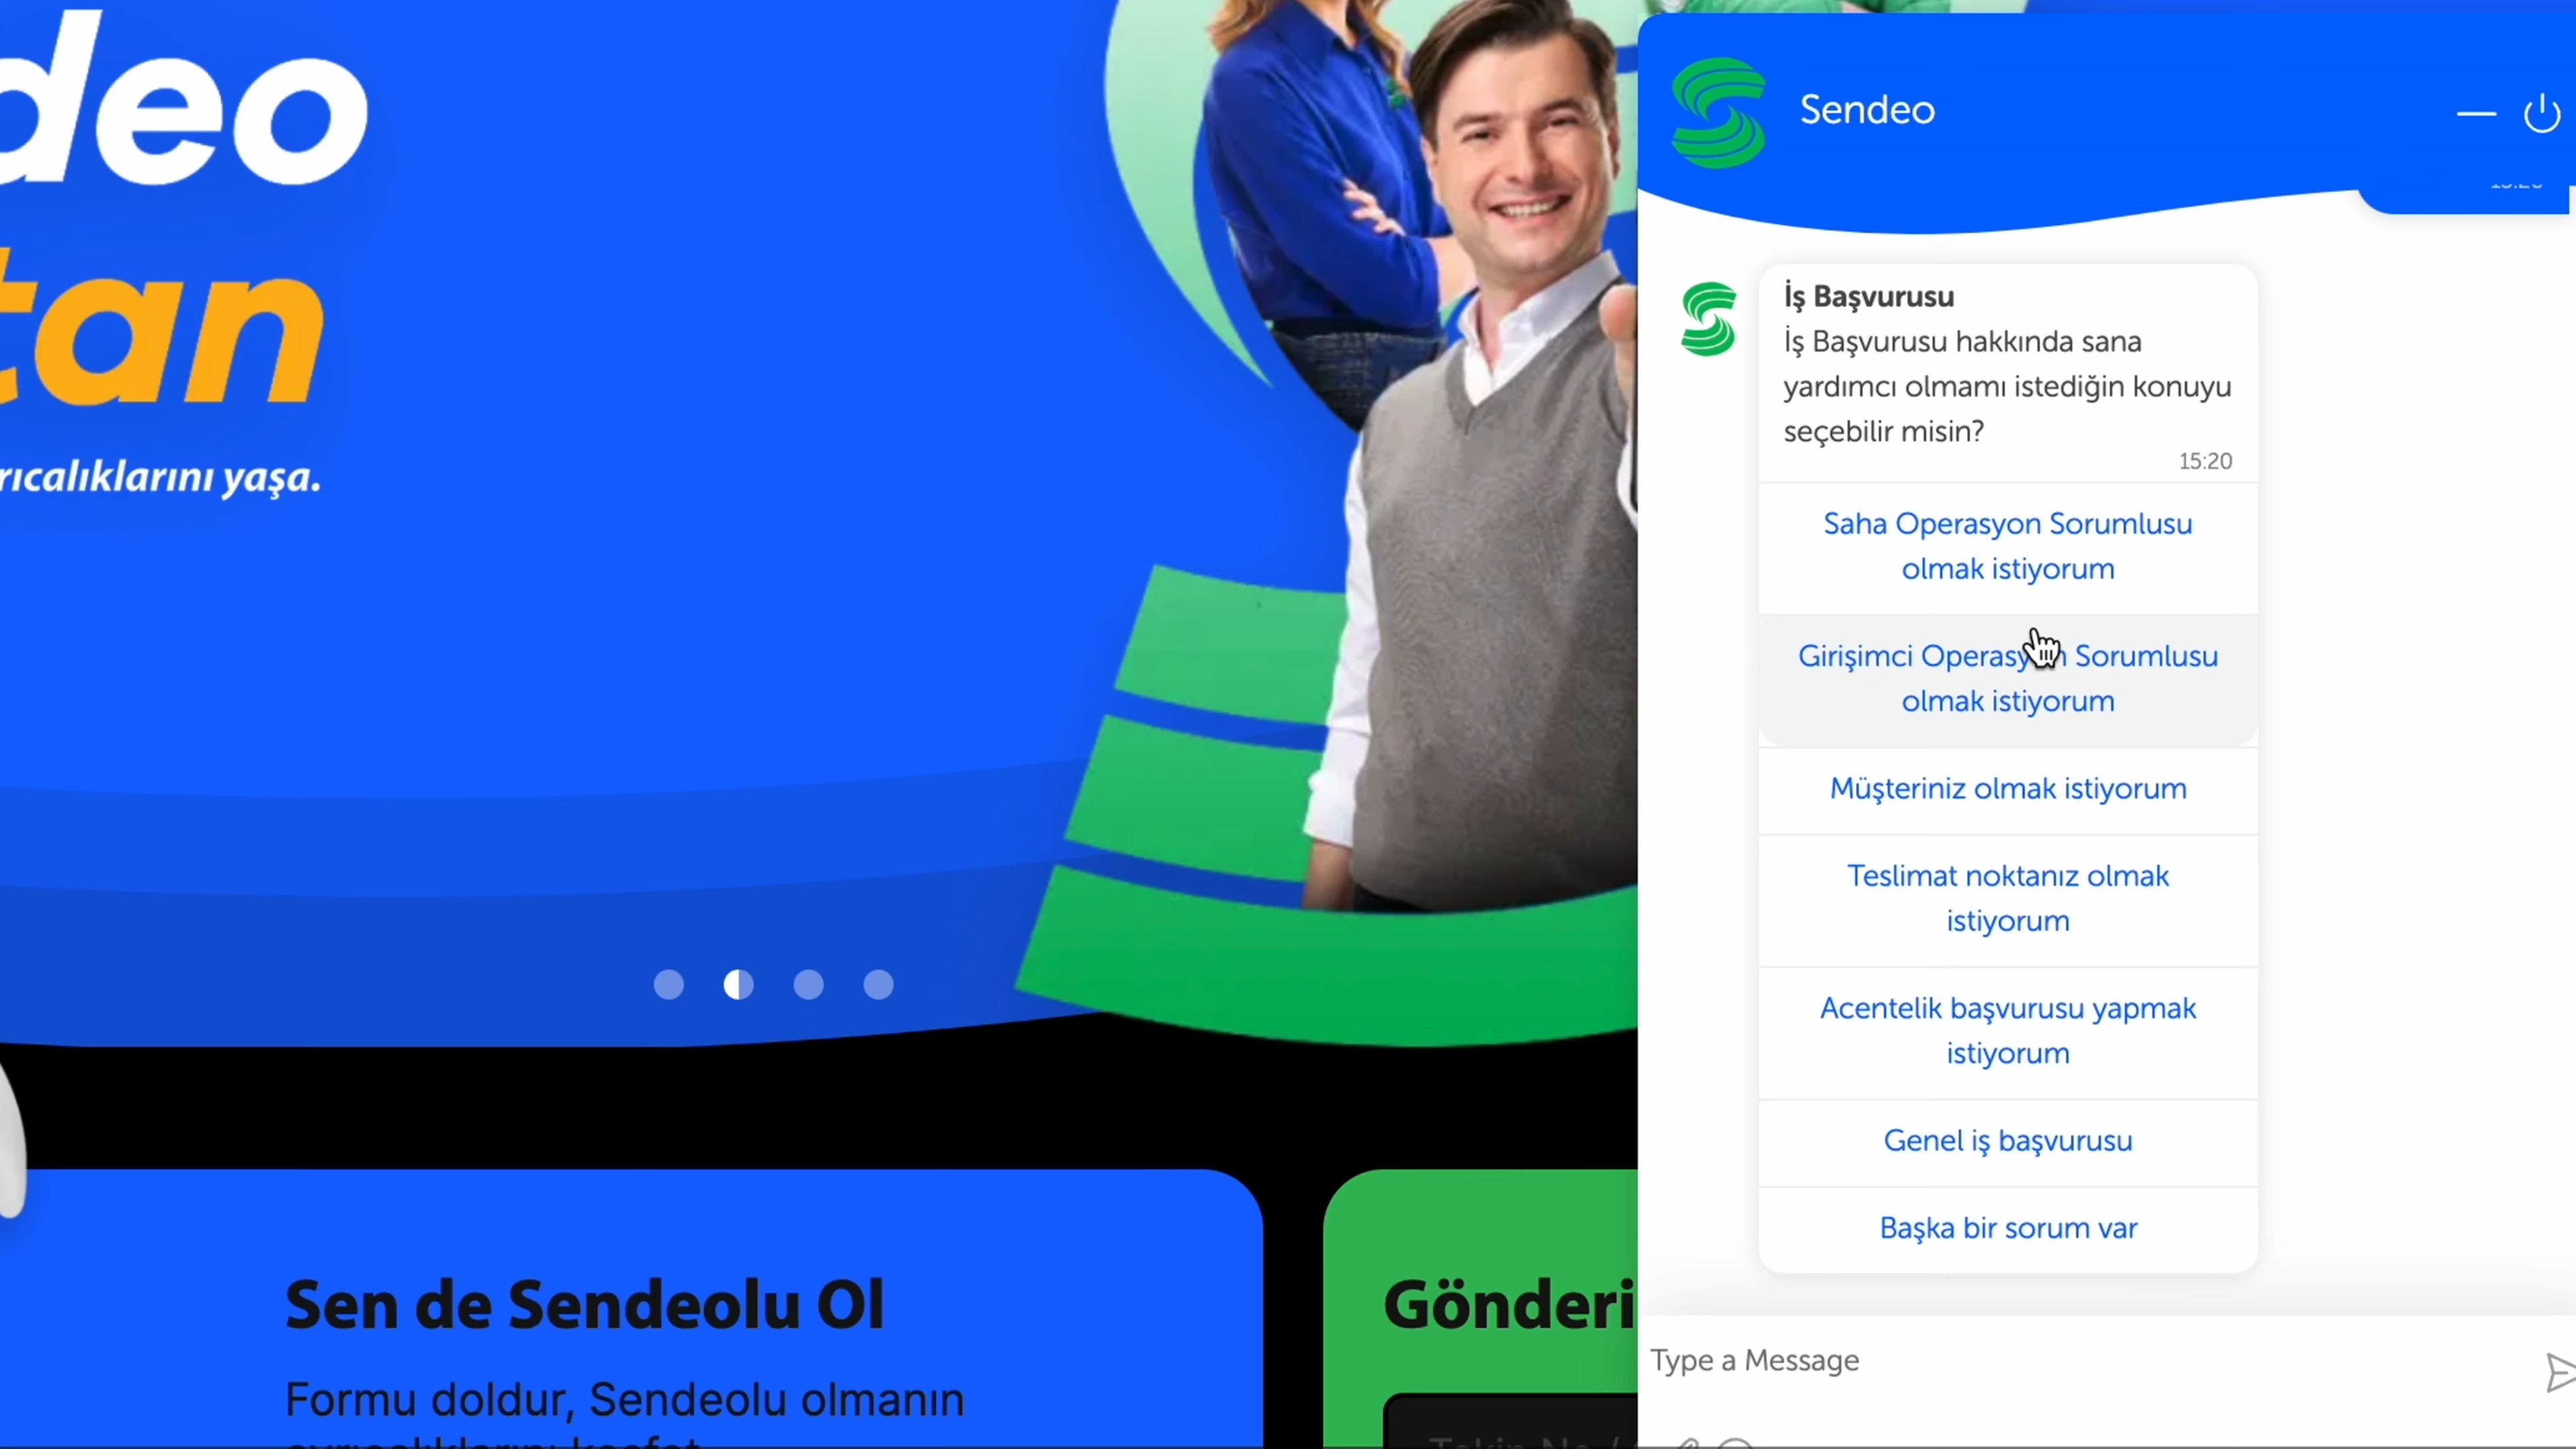 deo
tan
rıcalıklarını yaşa.
Sendeo
İş Başvurusu
İş Başvurusu hakkında sana
yardımcı olmamı istediğin konuyu
seçebilir misin?
15:20
Saha Operasyon Sorumlusu
olmak istiyorum
Girişimci Operasyon Sorumlusu
olmak istiyorum
Müşteriniz olmak istiyorum
Teslimat noktanız olmak
istiyorum
Acentelik başvurusu yapmak
istiyorum
Genel iş başvurusu
Başka bir sorum var
Type a Message
Sen de Sendeolu Ol
Formu doldur, Sendeolu olmanın
Gönderi